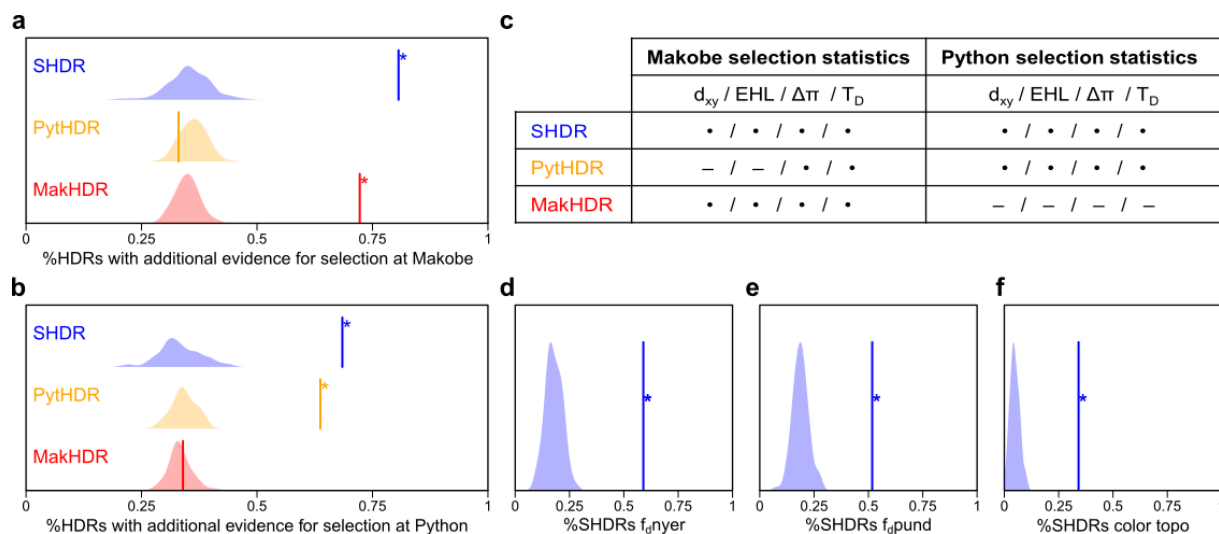 a
SHDR
*
PytHDR
MakHDR
*
0 0.25 0.5 0.75 1
%HDRs with additional evidence for selection at Makobe
b
SHDR
*
PytHDR
*
MakHDR
0 0.25 0.5 0.75 1
%HDRs with additional evidence for selection at Python
c
Makobe selection statistics Python selection statistics
dxy / EHL / Δπ / TD dxy / EHL / Δπ / TD
SHDR • / • / • / • • / • / • / •
PytHDR – / – / • / • • / • / • / •
MakHDR • / • / • / • – / – / – / –
d
*
0 0.25 0.5 0.75 1
%SHDRs fdnyer
e
*
0 0.25 0.5 0.75 1
%SHDRs fdpund
f
*
0 0.25 0.5 0.75 1
%SHDRs color topo